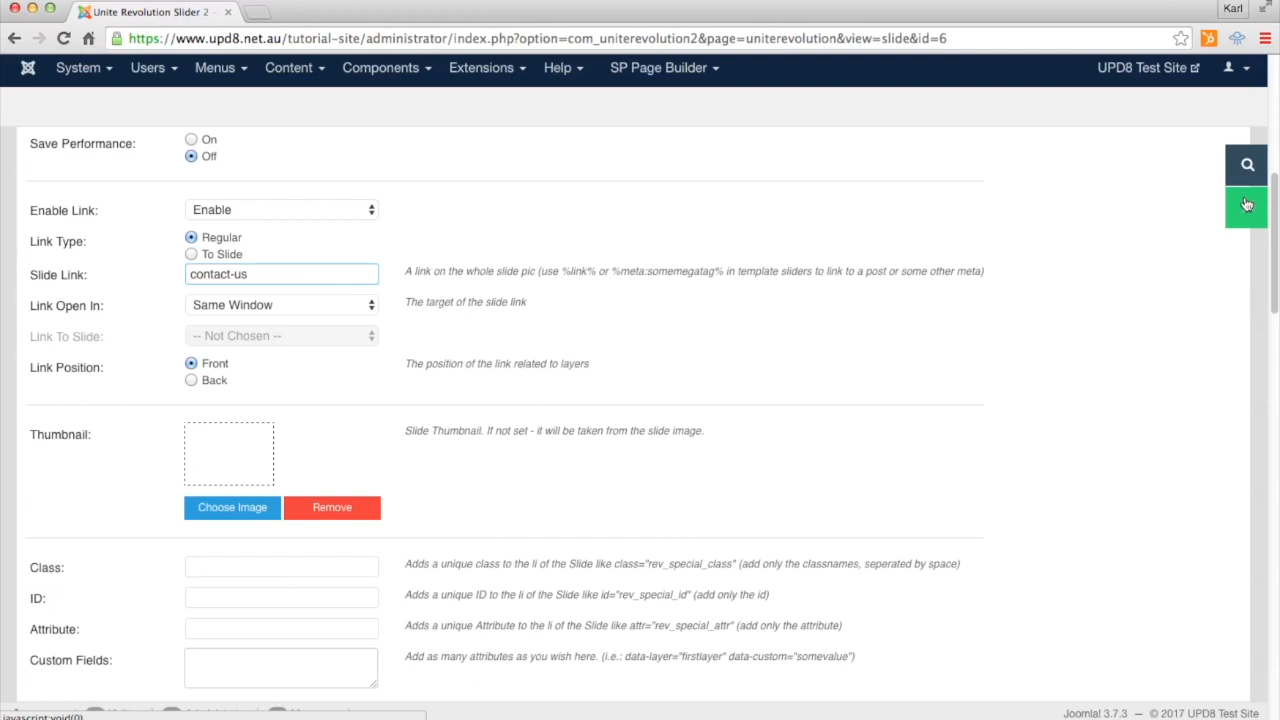 Unite Revolution Slider 2
Karl
https://www.upd8.net.au/tutorial-site/administrator/index.php?option=com_uniterevolution2&page=uniterevolution&view=slide&id=6
System Users Menus Content Components Extensions Help SP Page Builder UPD8 Test Site
Save Performance: On
Off
Enable Link: Enable
Link Type: Regular
To Slide
Slide Link: contact-us A link on the whole slide pic (use %link% or %meta:somemegatag% in template sliders to link to a post or some other meta)
Link Open In: Same Window The target of the slide link
Link To Slide: -- Not Chosen --
Link Position: Front The position of the link related to layers
Back
Thumbnail: Slide Thumbnail. If not set - it will be taken from the slide image.
Choose Image Remove
Class: Adds a unique class to the li of the Slide like class="rev_special_class" (add only the classnames, seperated by space)
ID: Adds a unique ID to the li of the Slide like id="rev_special_id" (add only the id)
Attribute: Adds a unique Attribute to the li of the Slide like attr="rev_special_attr" (add only the attribute)
Custom Fields: Add as many attributes as you wish here. (i.e.: data-layer="firstlayer" data-custom="somevalue")
javascript:void(0)
Joomla! 3.7.3 — © 2017 UPD8 Test Site